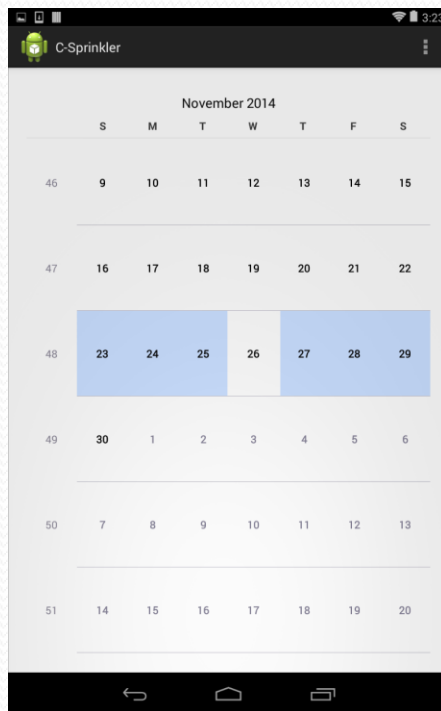 3:23
C-Sprinkler
November 2014
S M T W T F S
46 9 10 11 12 13 14 15
47 16 17 18 19 20 21 22
48 23 24 25 26 27 28 29
49 30 1 2 3 4 5 6
50 7 8 9 10 11 12 13
51 14 15 16 17 18 19 20